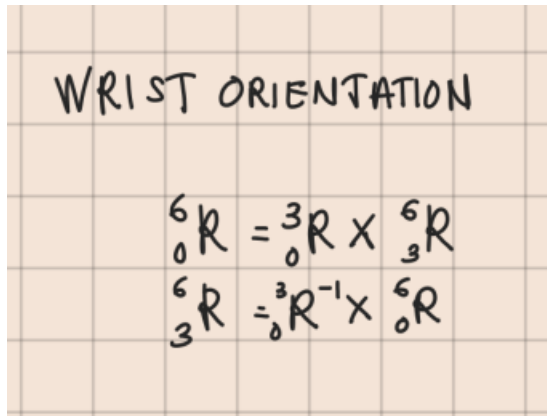 WRIST ORIENTATION
⁶₀R = ³₀R X ⁶₃R
⁶₃R = ³₀R⁻¹ X ⁶₀R